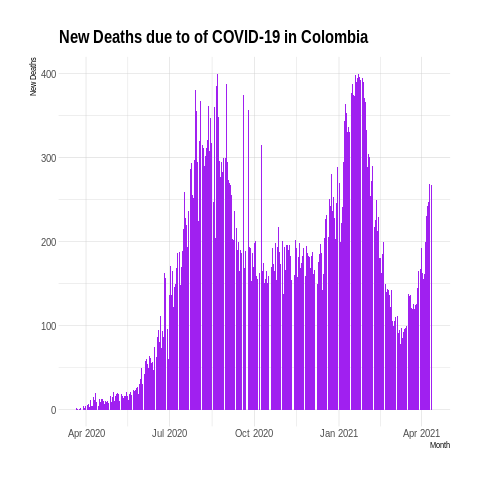 New Deaths due to of COVID-19 in Colombia
New Deaths
400
300
200
100
0
Apr 2020 Jul 2020 Oct 2020 Jan 2021 Apr 2021
Month